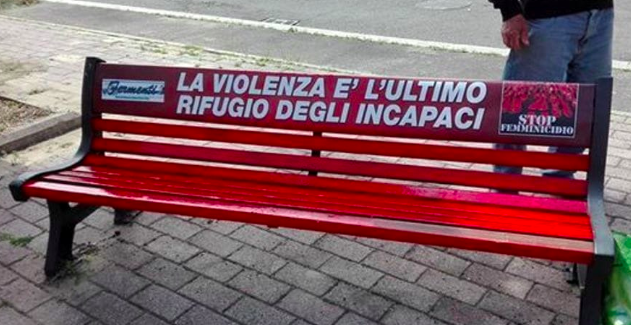 Fermenti
LA VIOLENZA E' L'ULTIMO
RIFUGIO DEGLI INCAPACI
STOP
FEMMINICIDIO